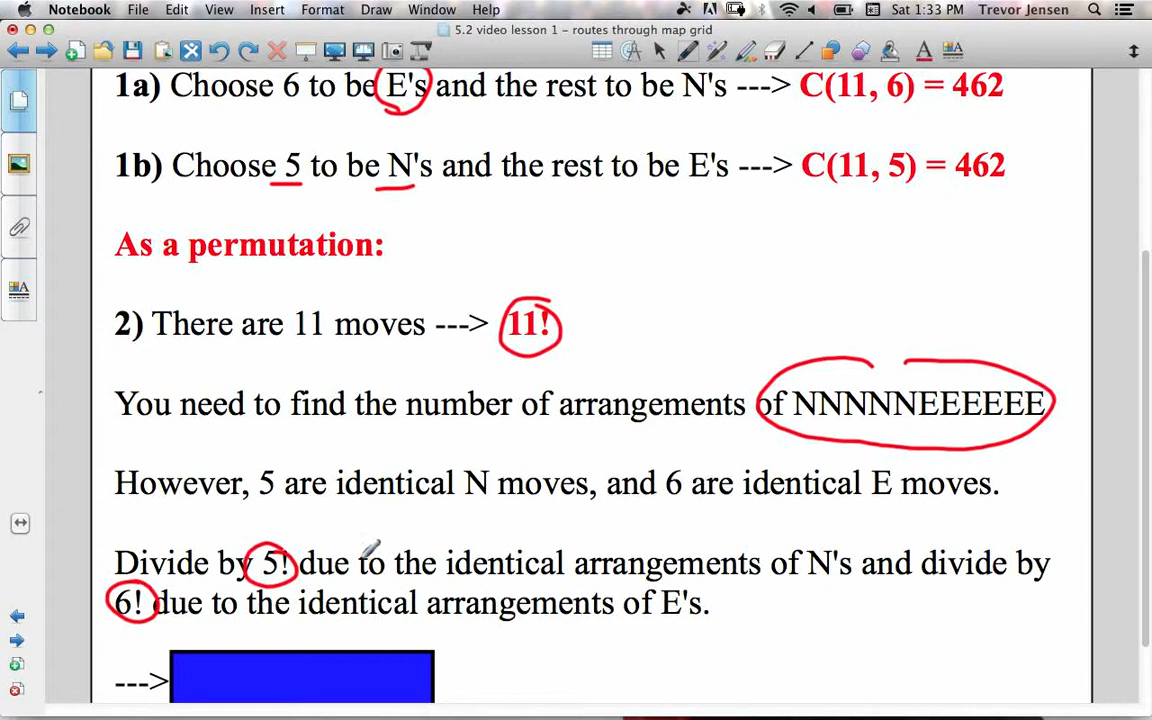 Notebook File Edit View Insert Format Draw Window Help Sat 1:33 PM Trevor Jensen
5.2 video lesson 1 – routes through map grid
1a) Choose 6 to be E's and the rest to be N's ---> C(11, 6) = 462
1b) Choose 5 to be N's and the rest to be E's ---> C(11, 5) = 462
As a permutation:
2) There are 11 moves ---> 11!
You need to find the number of arrangements of NNNNNEEEEEE
However, 5 are identical N moves, and 6 are identical E moves.
Divide by 5! due to the identical arrangements of N's and divide by
6! due to the identical arrangements of E's.
--->